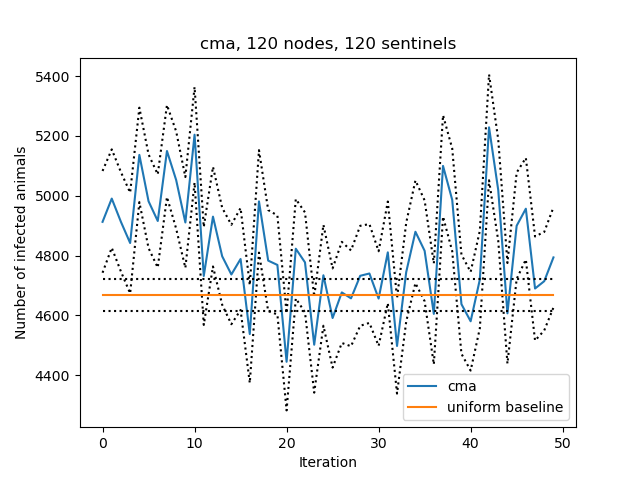 cma, 120 nodes, 120 sentinels
5400
5200
5000
4800
4600
4400
Number of infected animals
0 10 20 30 40 50
Iteration
cma
uniform baseline